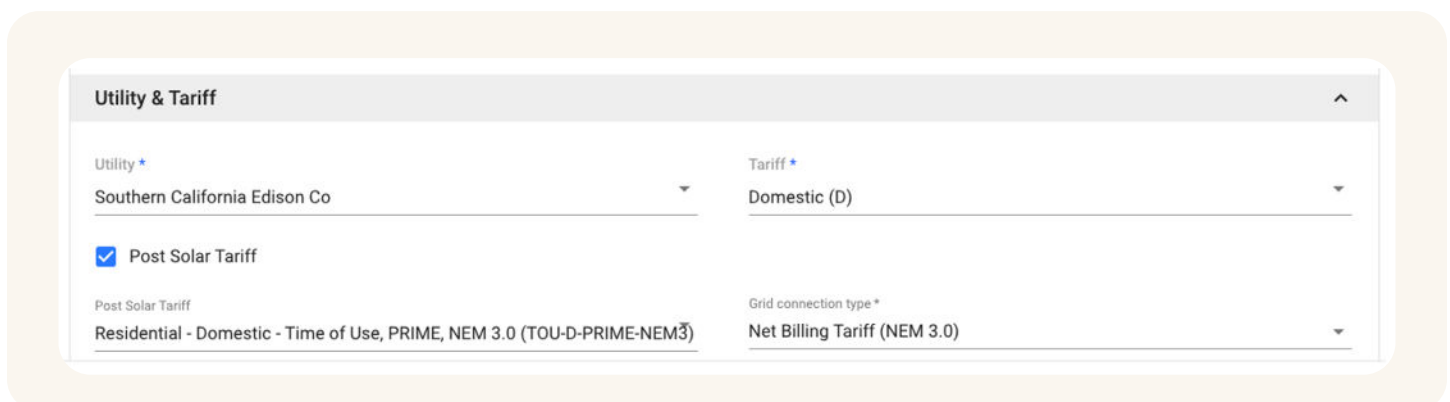 Utility & Tariff
Utility *
Tariff *
Southern California Edison Co
Domestic (D)
Post Solar Tariff
Post Solar Tariff
Grid connection type *
Residential - Domestic - Time of Use, PRIME, NEM 3.0 (TOU-D-PRIME-NEM3)
Net Billing Tariff (NEM 3.0)